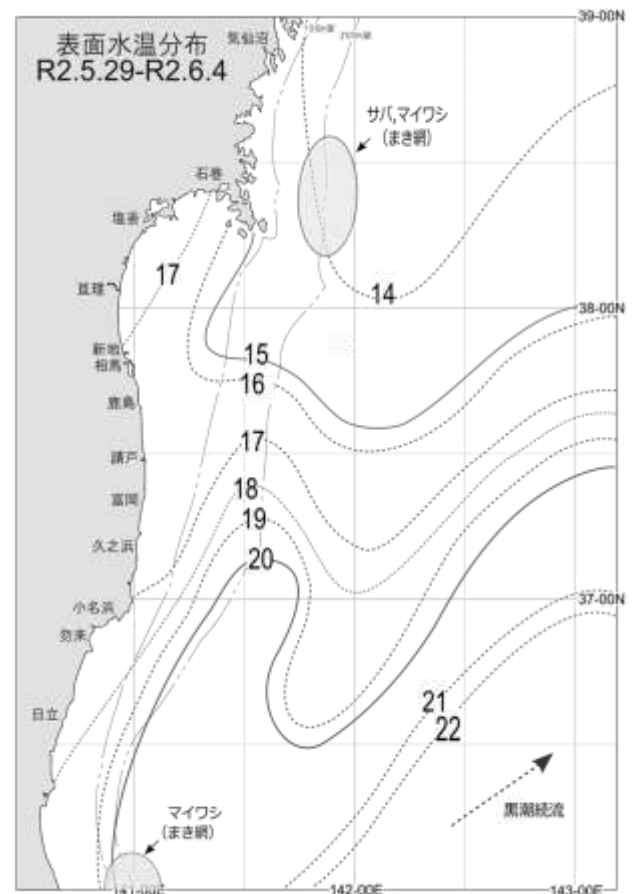 表面水温分布
R2.5.29-R2.6.4
気仙沼
39-00N
サバ,マイワシ
(まき網)
石巻
塩釜
17
亘理
14
38-00N
新地
相馬
15
16
鹿島
17
請戸
18
富岡
19
久之浜
20
37-00N
小名浜
勿来
21
日立
22
黒潮続流
マイワシ
(まき網)
141-00E
142-00E
143-00E